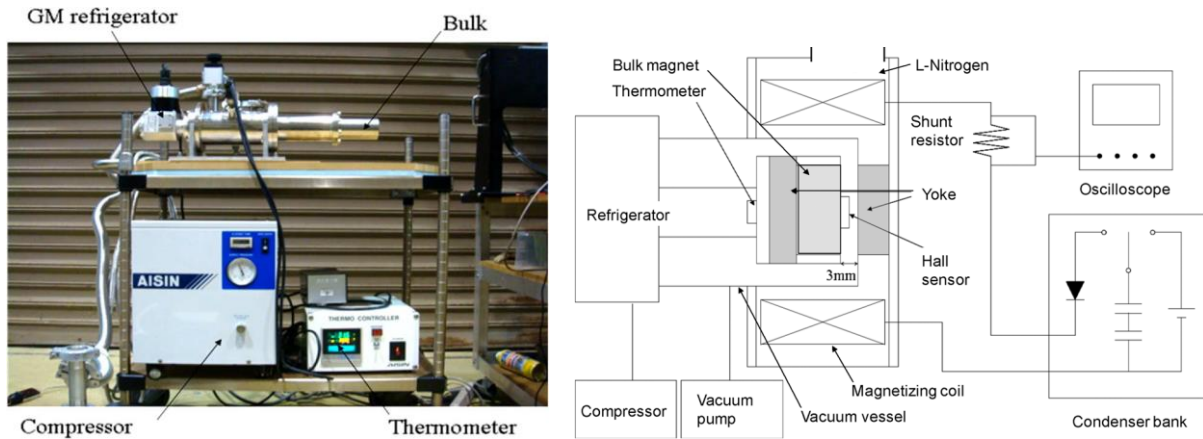 GM refrigerator
Bulk
AISIN
THERMO CONTROLLER
Compressor
Thermometer
Bulk magnet
Thermometer
L-Nitrogen
Shunt
resistor
Oscilloscope
Refrigerator
Yoke
Hall
sensor
3mm
Compressor
Vacuum
pump
Magnetizing coil
Vacuum vessel
Condenser bank